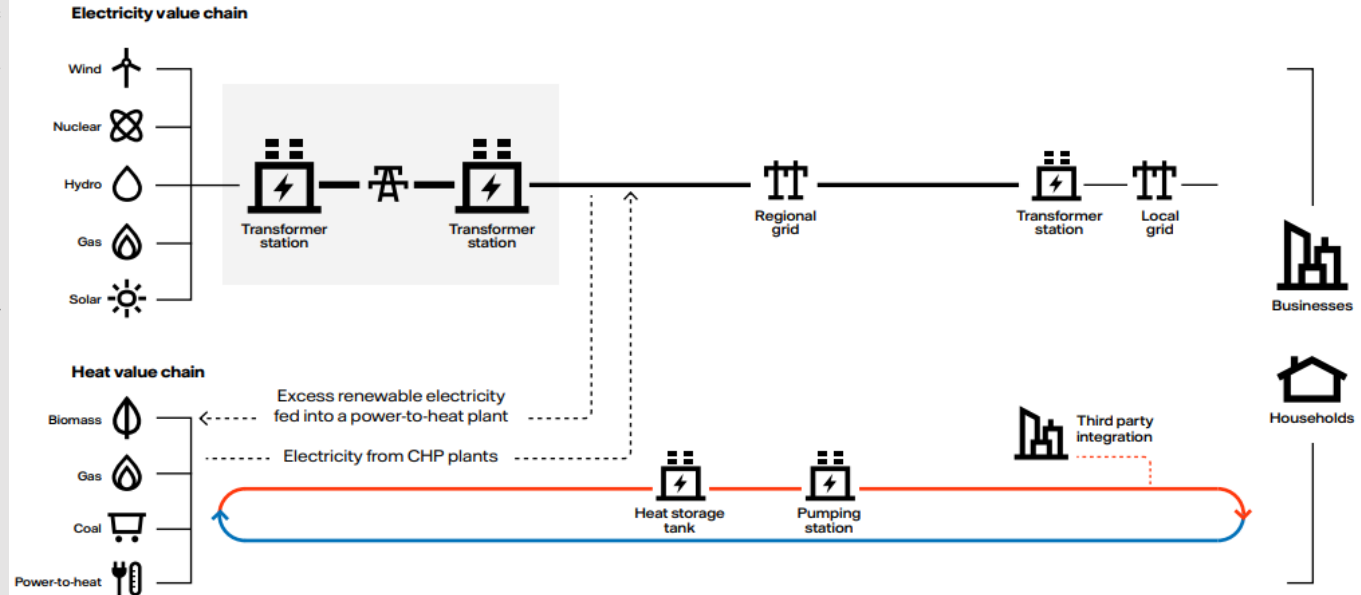 Electricity value chain
Wind
Nuclear
Hydro
Gas
Solar
Transformer
station
Transformer
station
Regional
grid
Transformer
station
Local
grid
Businesses
Households
Heat value chain
Biomass
Gas
Coal
Power-to-heat
Excess renewable electricity
fed into a power-to-heat plant
Electricity from CHP plants
Heat storage
tank
Pumping
station
Third party
integration